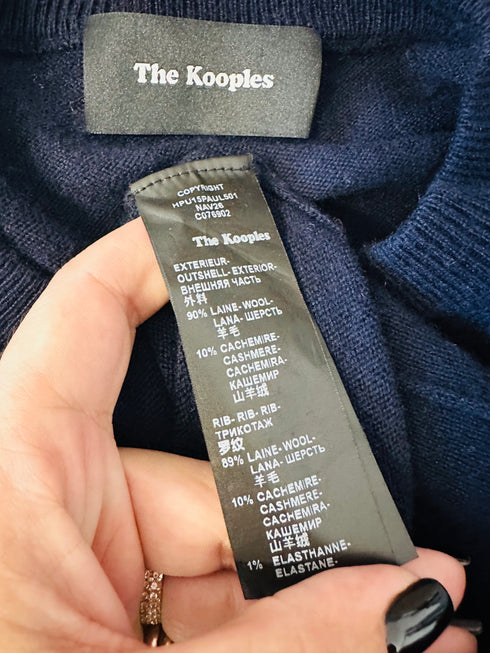 The Kooples
COPYRIGHT
HPU15PAUL501
NAV26
C076902
The Kooples
EXTERIEUR-
OUTSHELL-EXTERIOR-
ВНЕШНЯЯ ЧАСТЬ
外料
90% LAINE-WOOL-
LANA-ШЕРСТЬ
羊毛
10% CACHEMIRE-
CASHMERE-
CACHEMIRA-
КАШЕМИР
山羊绒
RIB- RIB- RIB-
ТРИКОТАЖ
罗纹
89% LAINE-WOOL-
LANA- ШЕРСТЬ
羊毛
10% CACHEMIRE-
CASHMERE-
CACHEMIRA-
КАШЕМИР
山羊绒
1% ELASTHANNE-
ELASTANE-